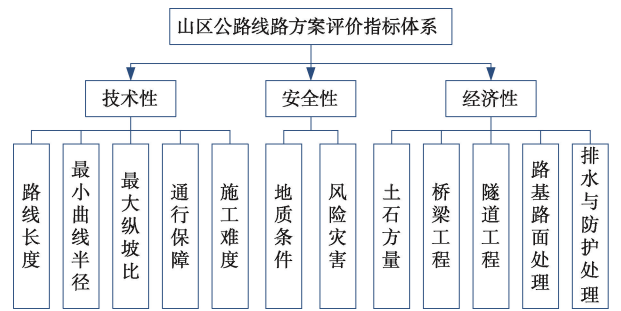 山区公路线路方案评价指标体系
技术性
安全性
经济性
路线长度
最小曲线半径
最大纵坡比
通行保障
施工难度
地质条件
风险灾害
土石方量
桥梁工程
隧道工程
路基路面处理
排水与防护处理